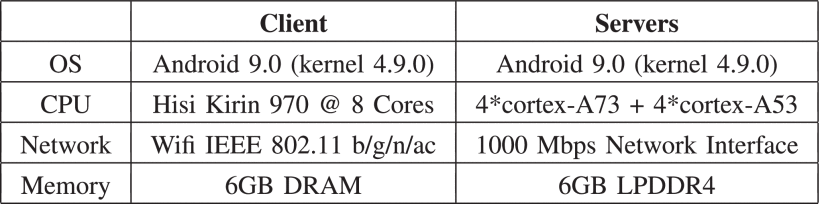 Client Servers
OS Android 9.0 (kernel 4.9.0) Android 9.0 (kernel 4.9.0)
CPU Hisi Kirin 970 @ 8 Cores 4*cortex-A73 + 4*cortex-A53
Network Wifi IEEE 802.11 b/g/n/ac 1000 Mbps Network Interface
Memory 6GB DRAM 6GB LPDDR4